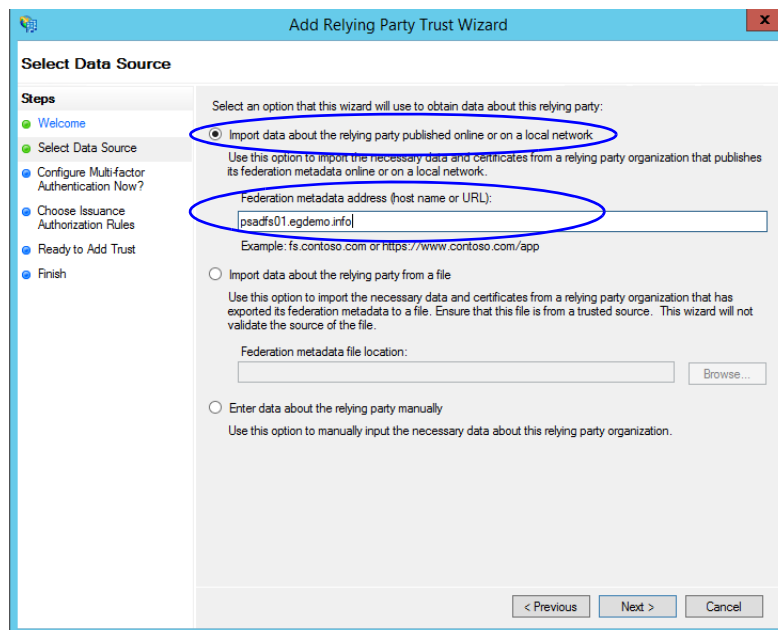 Add Relying Party Trust Wizard
x
Select Data Source
Steps
Welcome
Select Data Source
Configure Multi-factor
Authentication Now?
Choose Issuance
Authorization Rules
Ready to Add Trust
Finish
Select an option that this wizard will use to obtain data about this relying party:
Import data about the relying party published online or on a local network
Use this option to import the necessary data and certificates from a relying party organization that publishes
its federation metadata online or on a local network.
Federation metadata address (host name or URL):
psadfs01.egdemo.info
Example: fs.contoso.com or https://www.contoso.com/app
Import data about the relying party from a file
Use this option to import the necessary data and certificates from a relying party organization that has
exported its federation metadata to a file. Ensure that this file is from a trusted source. This wizard will not
validate the source of the file.
Federation metadata file location:
Browse...
Enter data about the relying party manually
Use this option to manually input the necessary data about this relying party organization.
< Previous
Next >
Cancel